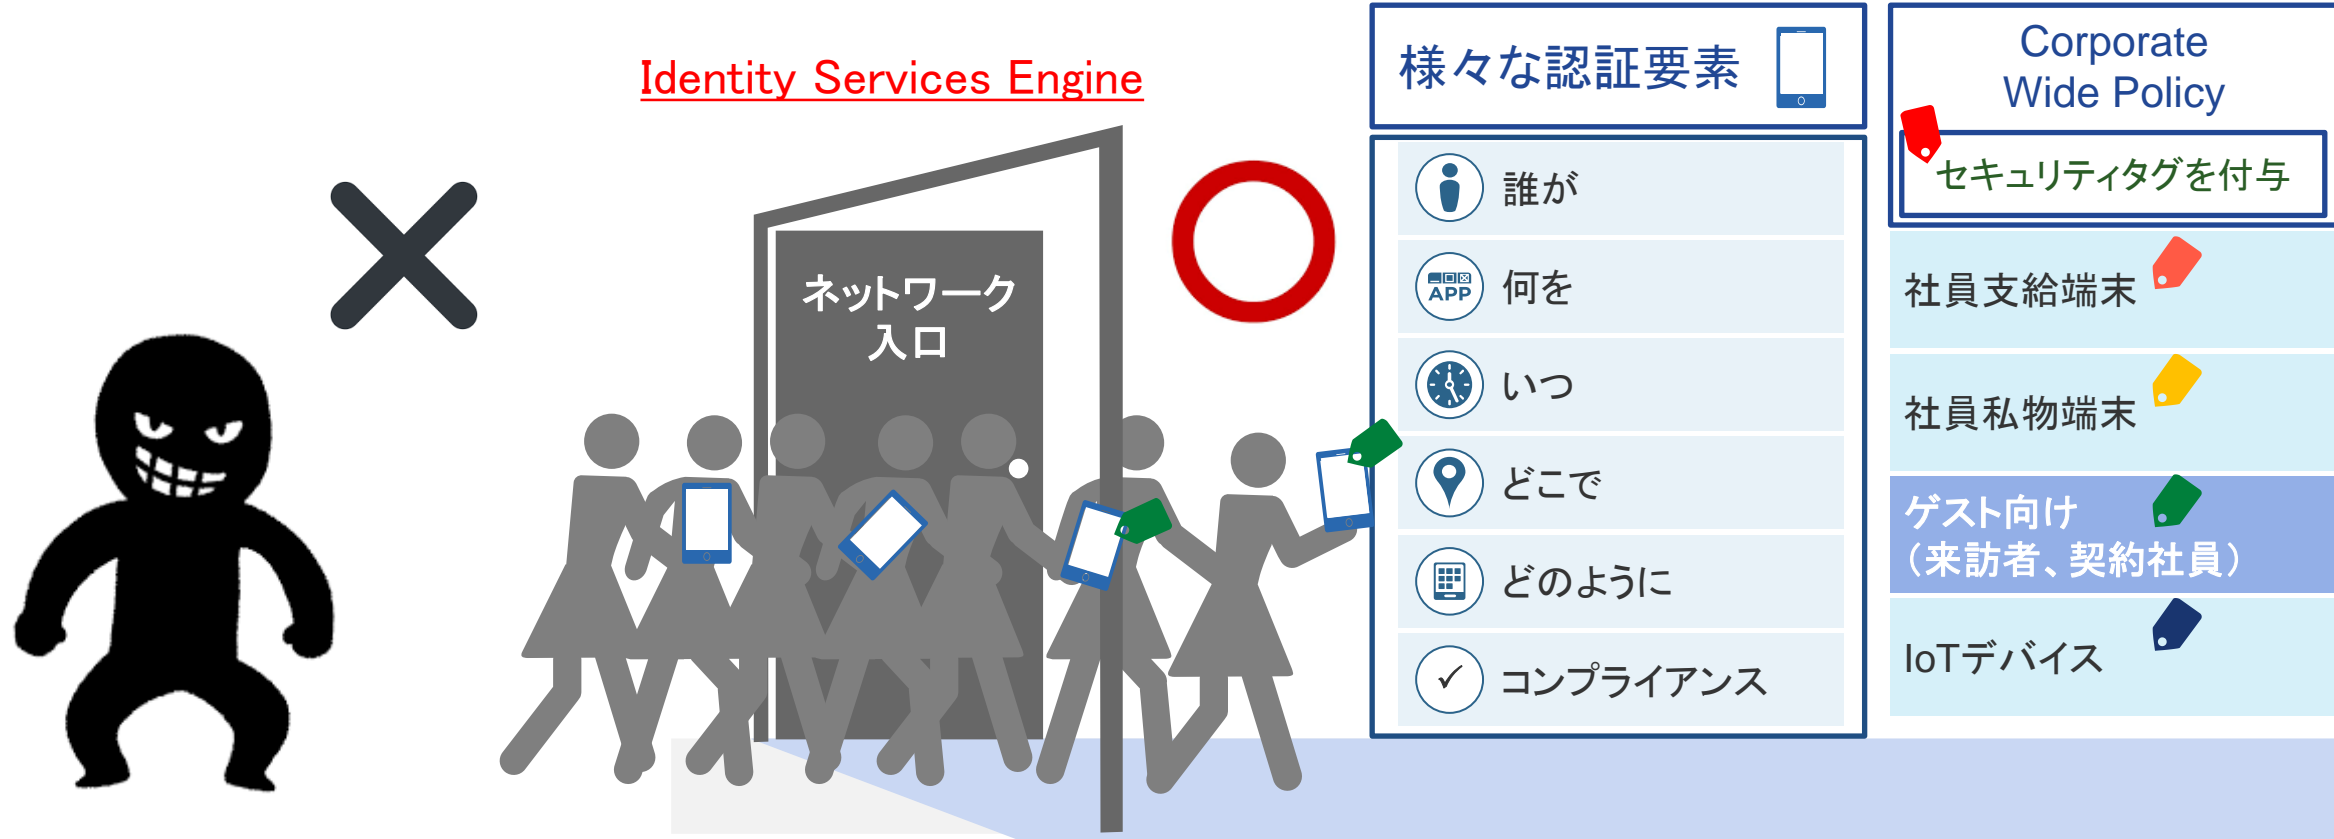 Identity Services Engine
ネットワーク
入口
様々な認証要素
誰が
APP
何を
いつ
どこで
どのように
コンプライアンス
Corporate
Wide Policy
セキュリティタグを付与
社員支給端末
社員私物端末
ゲスト向け
（来訪者、契約社員）
IoTデバイス